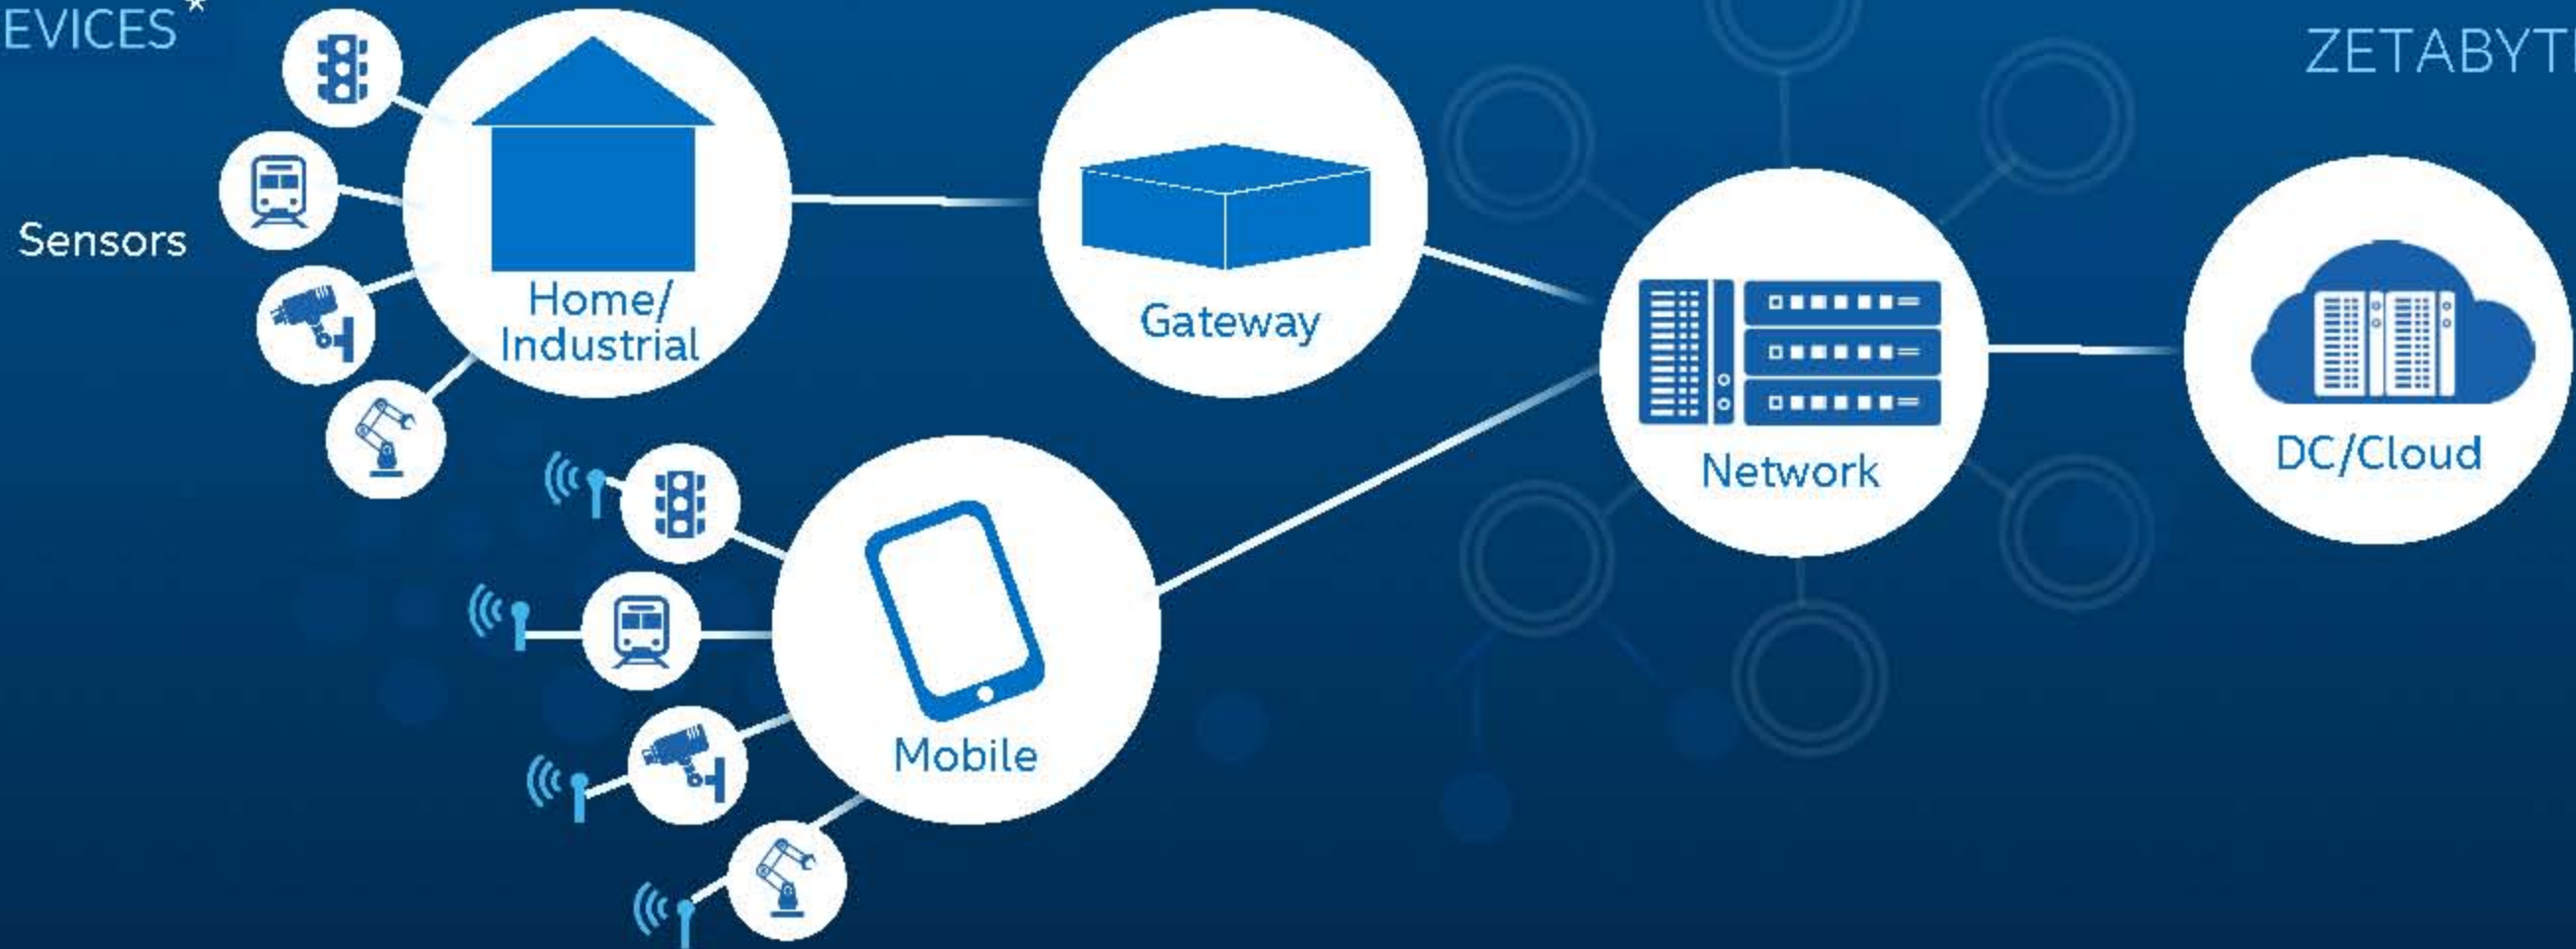 EVICES*
ZETABYT
Sensors
Home/
Industrial
Gateway
Network
DC/Cloud
Mobile